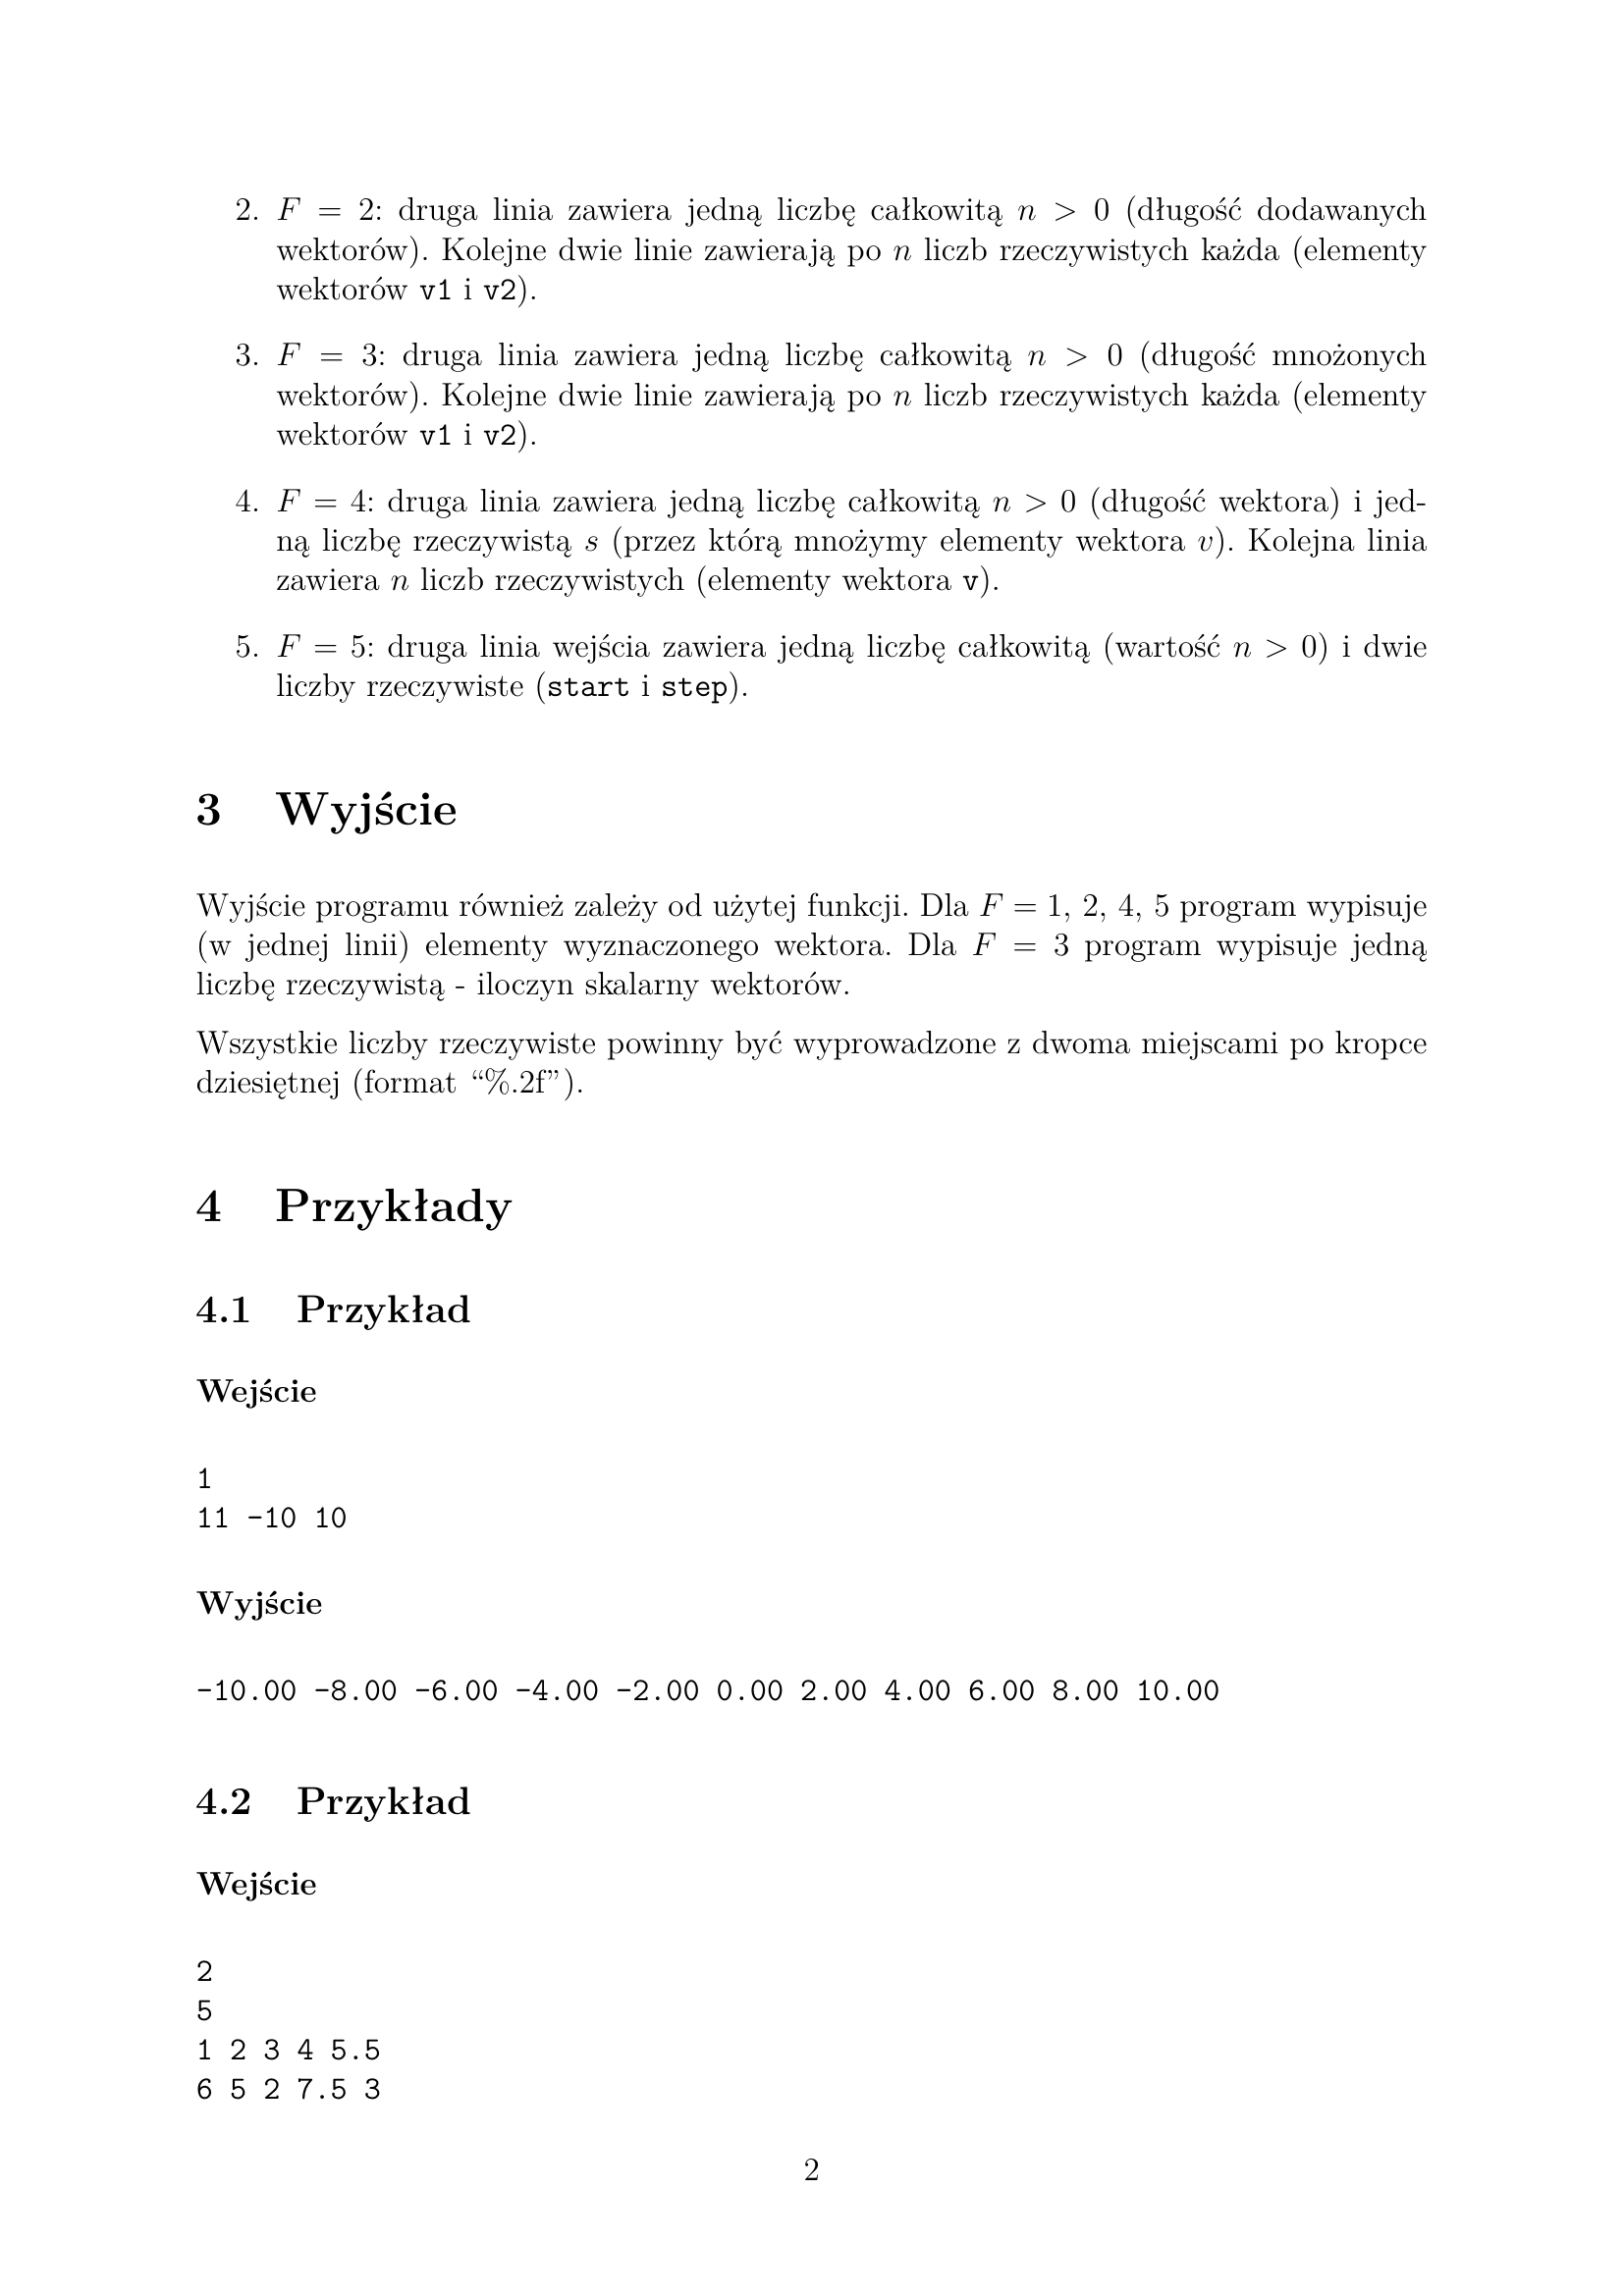 2. F = 2: druga linia zawiera jedną liczbę całkowitą n > 0 (długość dodawanych
wektorów). Kolejne dwie linie zawierają po n liczb rzeczywistych każda (elementy
wektorów v1 i v2).
3. F = 3: druga linia zawiera jedną liczbę całkowitą n > 0 (długość mnożonych
wektorów). Kolejne dwie linie zawierają po n liczb rzeczywistych każda (elementy
wektorów v1 i v2).
4. F = 4: druga linia zawiera jedną liczbę całkowitą n > 0 (długość wektora) i jed-
ną liczbę rzeczywistą s (przez którą mnożymy elementy wektora v). Kolejna linia
zawiera n liczb rzeczywistych (elementy wektora v).
5. F = 5: druga linia wejścia zawiera jedną liczbę całkowitą (wartość n > 0) i dwie
liczby rzeczywiste (start i step).
3 Wyjście
Wyjście programu również zależy od użytej funkcji. Dla F = 1, 2, 4, 5 program wypisuje
(w jednej linii) elementy wyznaczonego wektora. Dla F = 3 program wypisuje jedną
liczbę rzeczywistą - iloczyn skalarny wektorów.
Wszystkie liczby rzeczywiste powinny być wyprowadzone z dwoma miejscami po kropce
dziesiętnej (format “%.2f”).
4 Przykłady
4.1 Przykład
Wejście
1
11 -10 10
Wyjście
-10.00 -8.00 -6.00 -4.00 -2.00 0.00 2.00 4.00 6.00 8.00 10.00
4.2 Przykład
Wejście
2
5
1 2 3 4 5.5
6 5 2 7.5 3
2